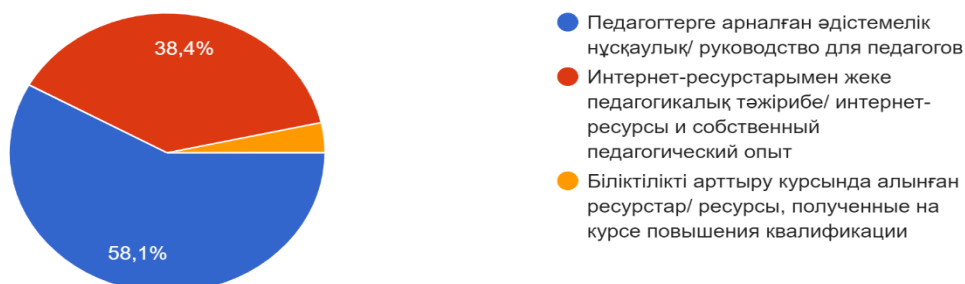 38,4%
58,1%
Педагогтерге арналған әдістемелік
нұсқаулық/ руководство для педагогов
Интернет-ресурстарымен жеке
педагогикалық тәжірибе/ интернет-
ресурсы и собственный
педагогический опыт
Біліктілікті арттыру курсында алынған
ресурстар/ ресурсы, полученные на
курсе повышения квалификации